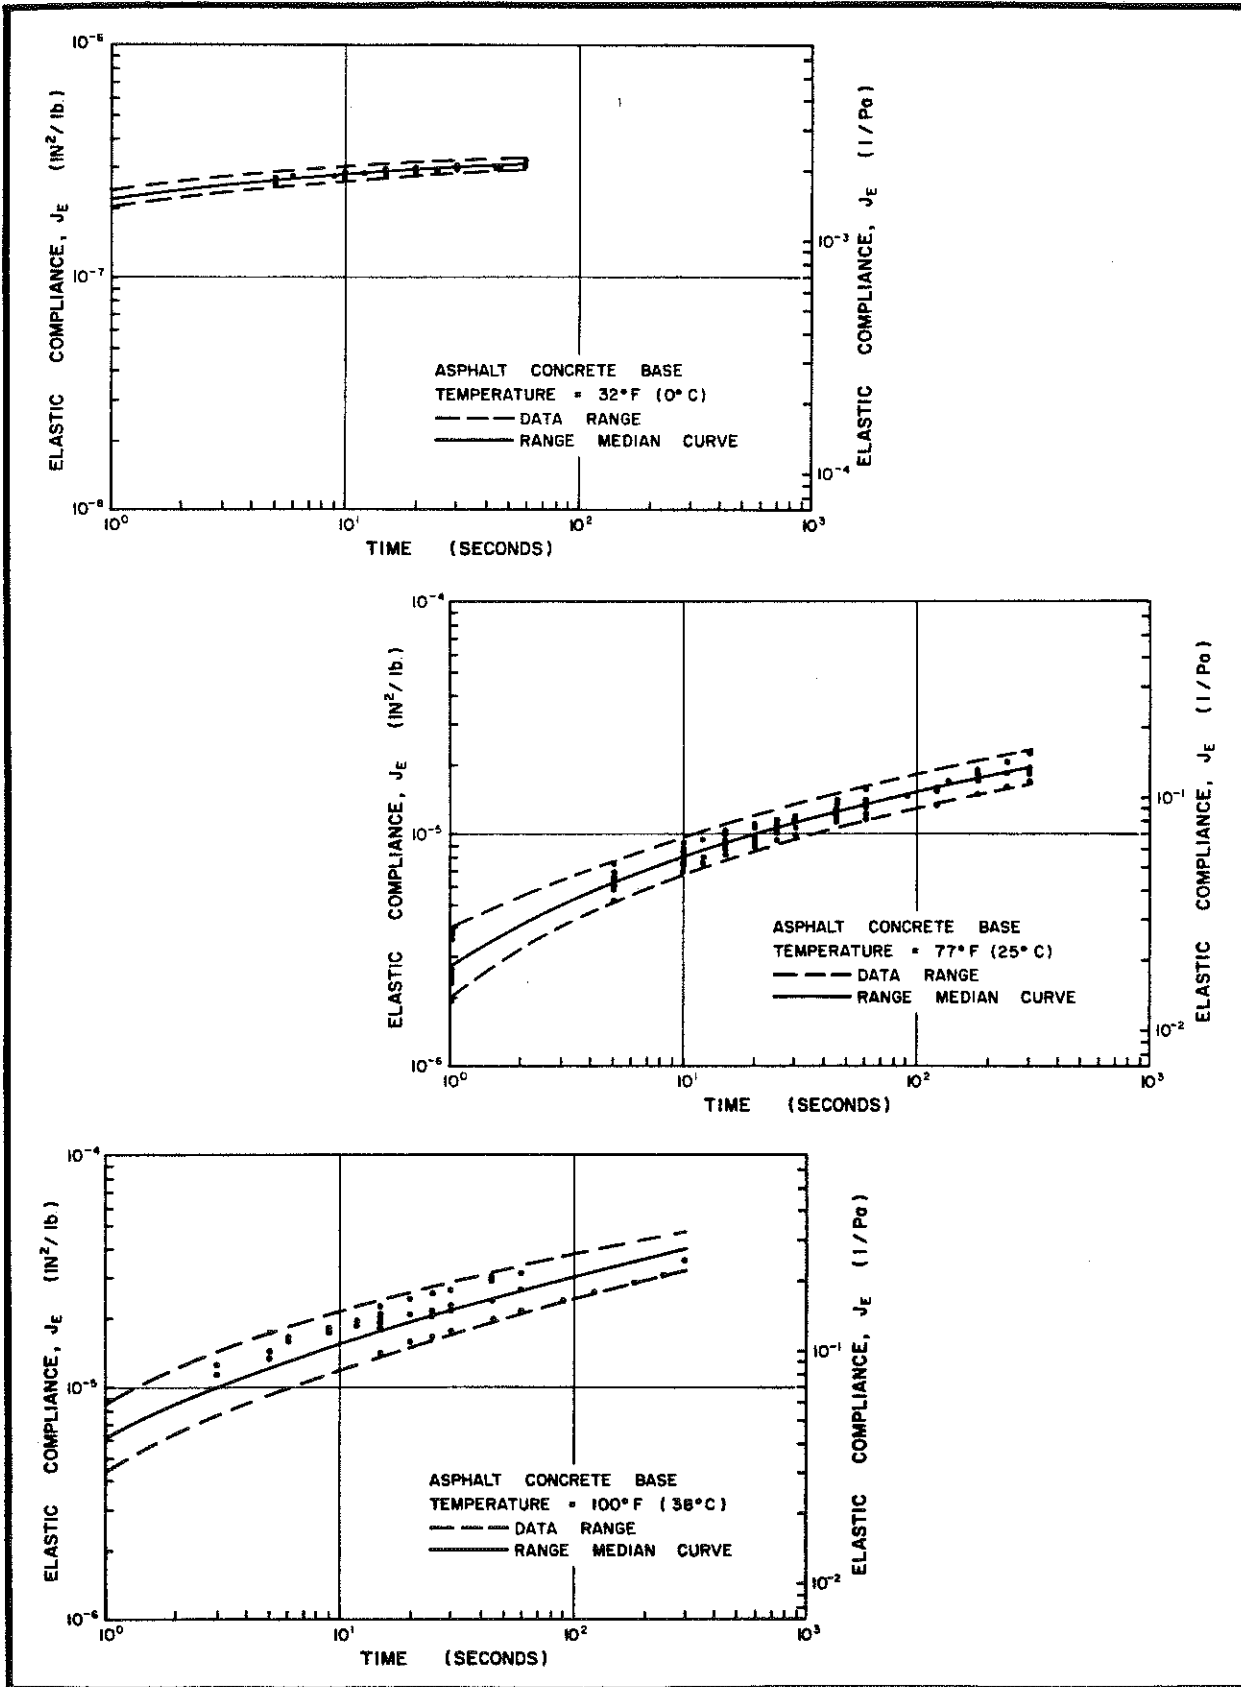 10⁻⁶
10⁻⁷
10⁻⁸
ELASTIC COMPLIANCE, J_E (IN²/lb.)
10⁻³
10⁻⁴
ELASTIC COMPLIANCE, J_E (1/Pa)
ASPHALT CONCRETE BASE
TEMPERATURE = 32°F (0°C)
DATA RANGE
RANGE MEDIAN CURVE
10⁰ 10¹ 10² 10³
TIME (SECONDS)
10⁻⁴
10⁻⁵
10⁻⁶
ELASTIC COMPLIANCE, J_E (IN²/lb.)
10⁻¹
10⁻²
ELASTIC COMPLIANCE, J_E (1/Pa)
ASPHALT CONCRETE BASE
TEMPERATURE = 77°F (25°C)
DATA RANGE
RANGE MEDIAN CURVE
10⁰ 10¹ 10² 10³
TIME (SECONDS)
10⁻⁴
10⁻⁵
10⁻⁶
ELASTIC COMPLIANCE, J_E (IN²/lb.)
10⁻¹
10⁻²
ELASTIC COMPLIANCE, J_E (1/Pa)
ASPHALT CONCRETE BASE
TEMPERATURE = 100°F (38°C)
DATA RANGE
RANGE MEDIAN CURVE
10⁰ 10¹ 10² 10³
TIME (SECONDS)